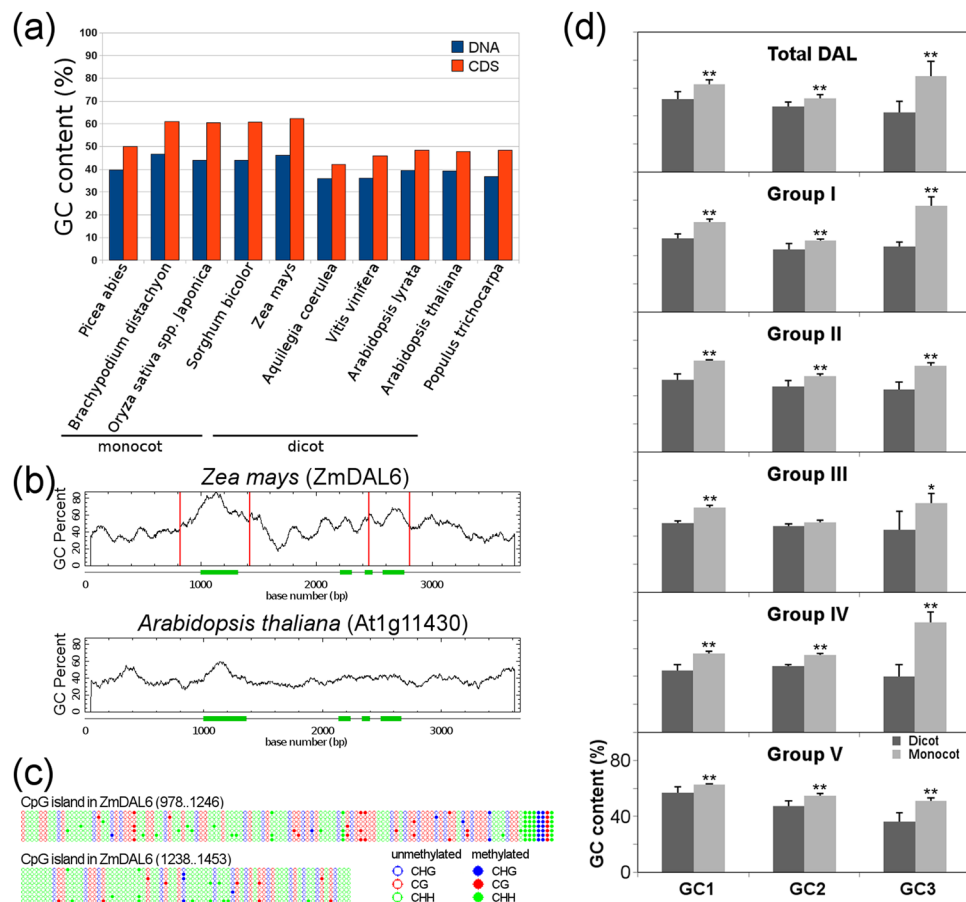 (a)
100
90
80
70
60
50
40
30
20
10
0
GC content (%)
DNA
CDS
Picea abies
Brachypodium distachyon
Oryza sativa spp. Japonica
Sorghum bicolor
Zea mays
Aquilegia coerulea
Vitis vinifera
Arabidopsis lyrata
Arabidopsis thaliana
Populus trichocarpa
monocot
dicot
(b)
Zea mays (ZmDAL6)
GC Percent
0 20 40 60 80
0 1000 2000 3000
base number (bp)
Arabidopsis thaliana (At1g11430)
GC Percent
0 20 40 60 80
0 1000 2000 3000
base number (bp)
(c)
CpG island in ZmDAL6 (978..1246)
CpG island in ZmDAL6 (1238..1453)
unmethylated methylated
CHG CHG
CG CG
CHH CHH
(d)
Total DAL
** ** **
Group I
** ** **
Group II
** ** **
Group III
** *
Group IV
** ** **
Dicot
Monocot
Group V
** ** **
GC content (%)
80
40
0
GC1 GC2 GC3